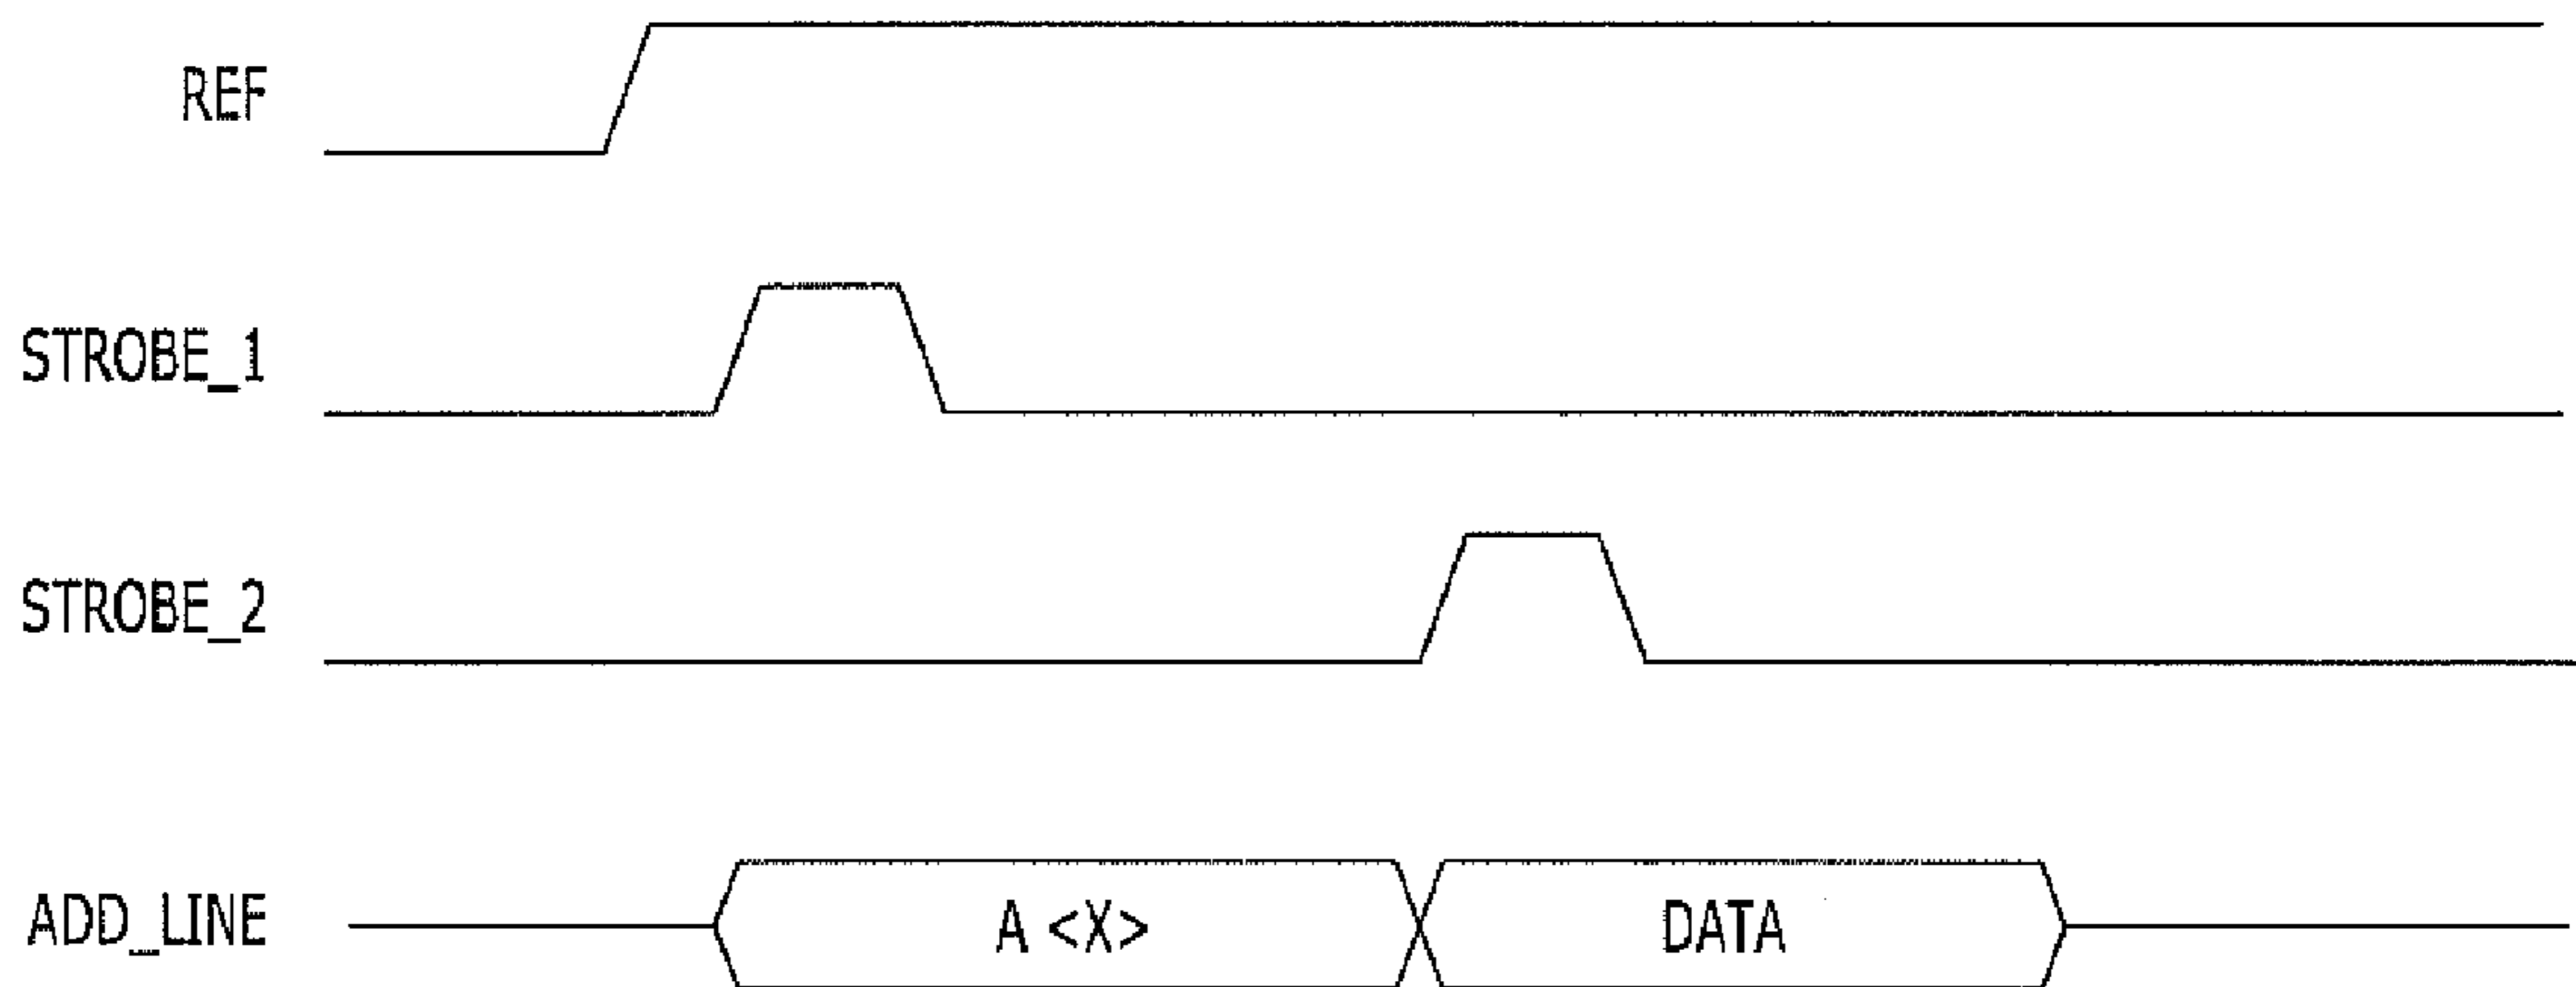 REF
STROBE_1
STROBE_2
ADD_LINE A <X> DATA